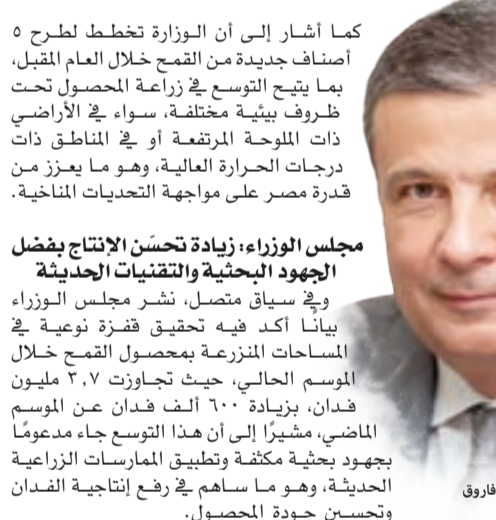 كما أشار إلى أن الوزارة تخطط لطرح ٥
أصناف جديدة من القمح خلال العام المقبل،
بما يتيح التوسع في زراعة المحصول تحت
ظروف بيئية مختلفة، سواء في الأراضي
ذات الملوحة المرتفعة أو في المناطق ذات
درجات الحرارة العالية، وهو ما يعزز من
قدرة مصر على مواجهة التحديات المناخية.
مجلس الوزراء: زيادة تحسّن الإنتاج بفضل
الجهود البحثية والتقنيات الحديثة
وفي سياق متصل، نشر مجلس الوزراء
بيانًا أكد فيه تحقيق قفزة نوعية في
المساحات المنزرعة بمحصول القمح خلال
الموسم الحالي، حيث تجاوزت ٣,٧ مليون
فدان، بزيادة ٦٠٠ ألف فدان عن الموسم
الماضي، مشيرًا إلى أن هذا التوسع جاء مدعومًا
بجهود بحثية مكثفة وتطبيق الممارسات الزراعية
الحديثة، وهو ما ساهم في رفع إنتاجية الفدان
وتحسين جودة المحصول.
فاروق